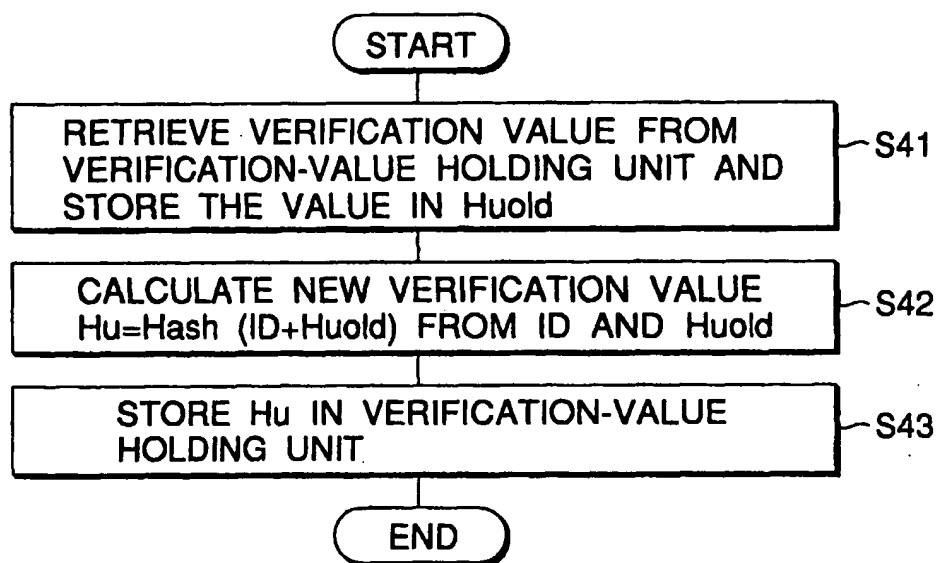 START
RETRIEVE VERIFICATION VALUE FROM
VERIFICATION-VALUE HOLDING UNIT AND
STORE THE VALUE IN Huold
S41
CALCULATE NEW VERIFICATION VALUE
Hu=Hash (ID+Huold) FROM ID AND Huold
S42
STORE Hu IN VERIFICATION-VALUE
HOLDING UNIT
S43
END